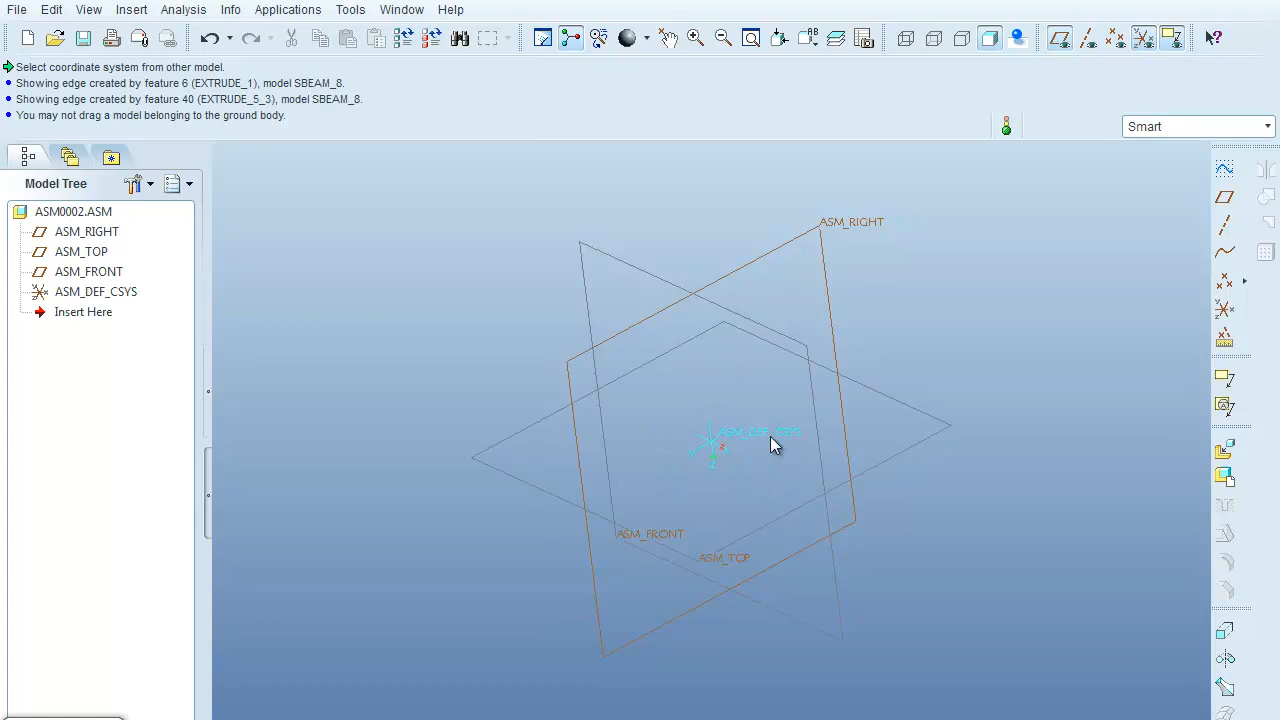 File Edit View Insert Analysis Info Applications Tools Window Help
Select coordinate system from other model.
Showing edge created by feature 6 (EXTRUDE_1), model SBEAM_8.
Showing edge created by feature 40 (EXTRUDE_5_3), model SBEAM_8.
You may not drag a model belonging to the ground body.
Smart
Model Tree
ASM0002.ASM
ASM_RIGHT
ASM_TOP
ASM_FRONT
ASM_DEF_CSYS
Insert Here
ASM_RIGHT
ASM_DEF_CSYS
ASM_FRONT
ASM_TOP